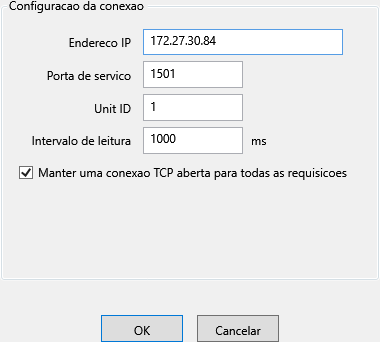 Configuracao da conexao
Endereco IP 172.27.30.84
Porta de servico 1501
Unit ID 1
Intervalo de leitura 1000 ms
Manter uma conexao TCP aberta para todas as requisicoes
OK Cancelar